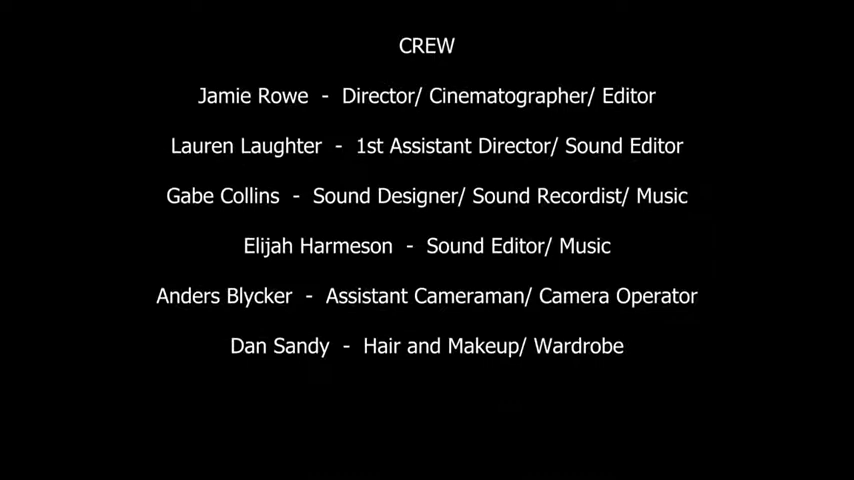 CREW
Jamie Rowe - Director/ Cinematographer/ Editor
Lauren Laughter - 1st Assistant Director/ Sound Editor
Gabe Collins - Sound Designer/ Sound Recordist/ Music
Elijah Harmeson - Sound Editor/ Music
Anders Blycker - Assistant Cameraman/ Camera Operator
Dan Sandy - Hair and Makeup/ Wardrobe